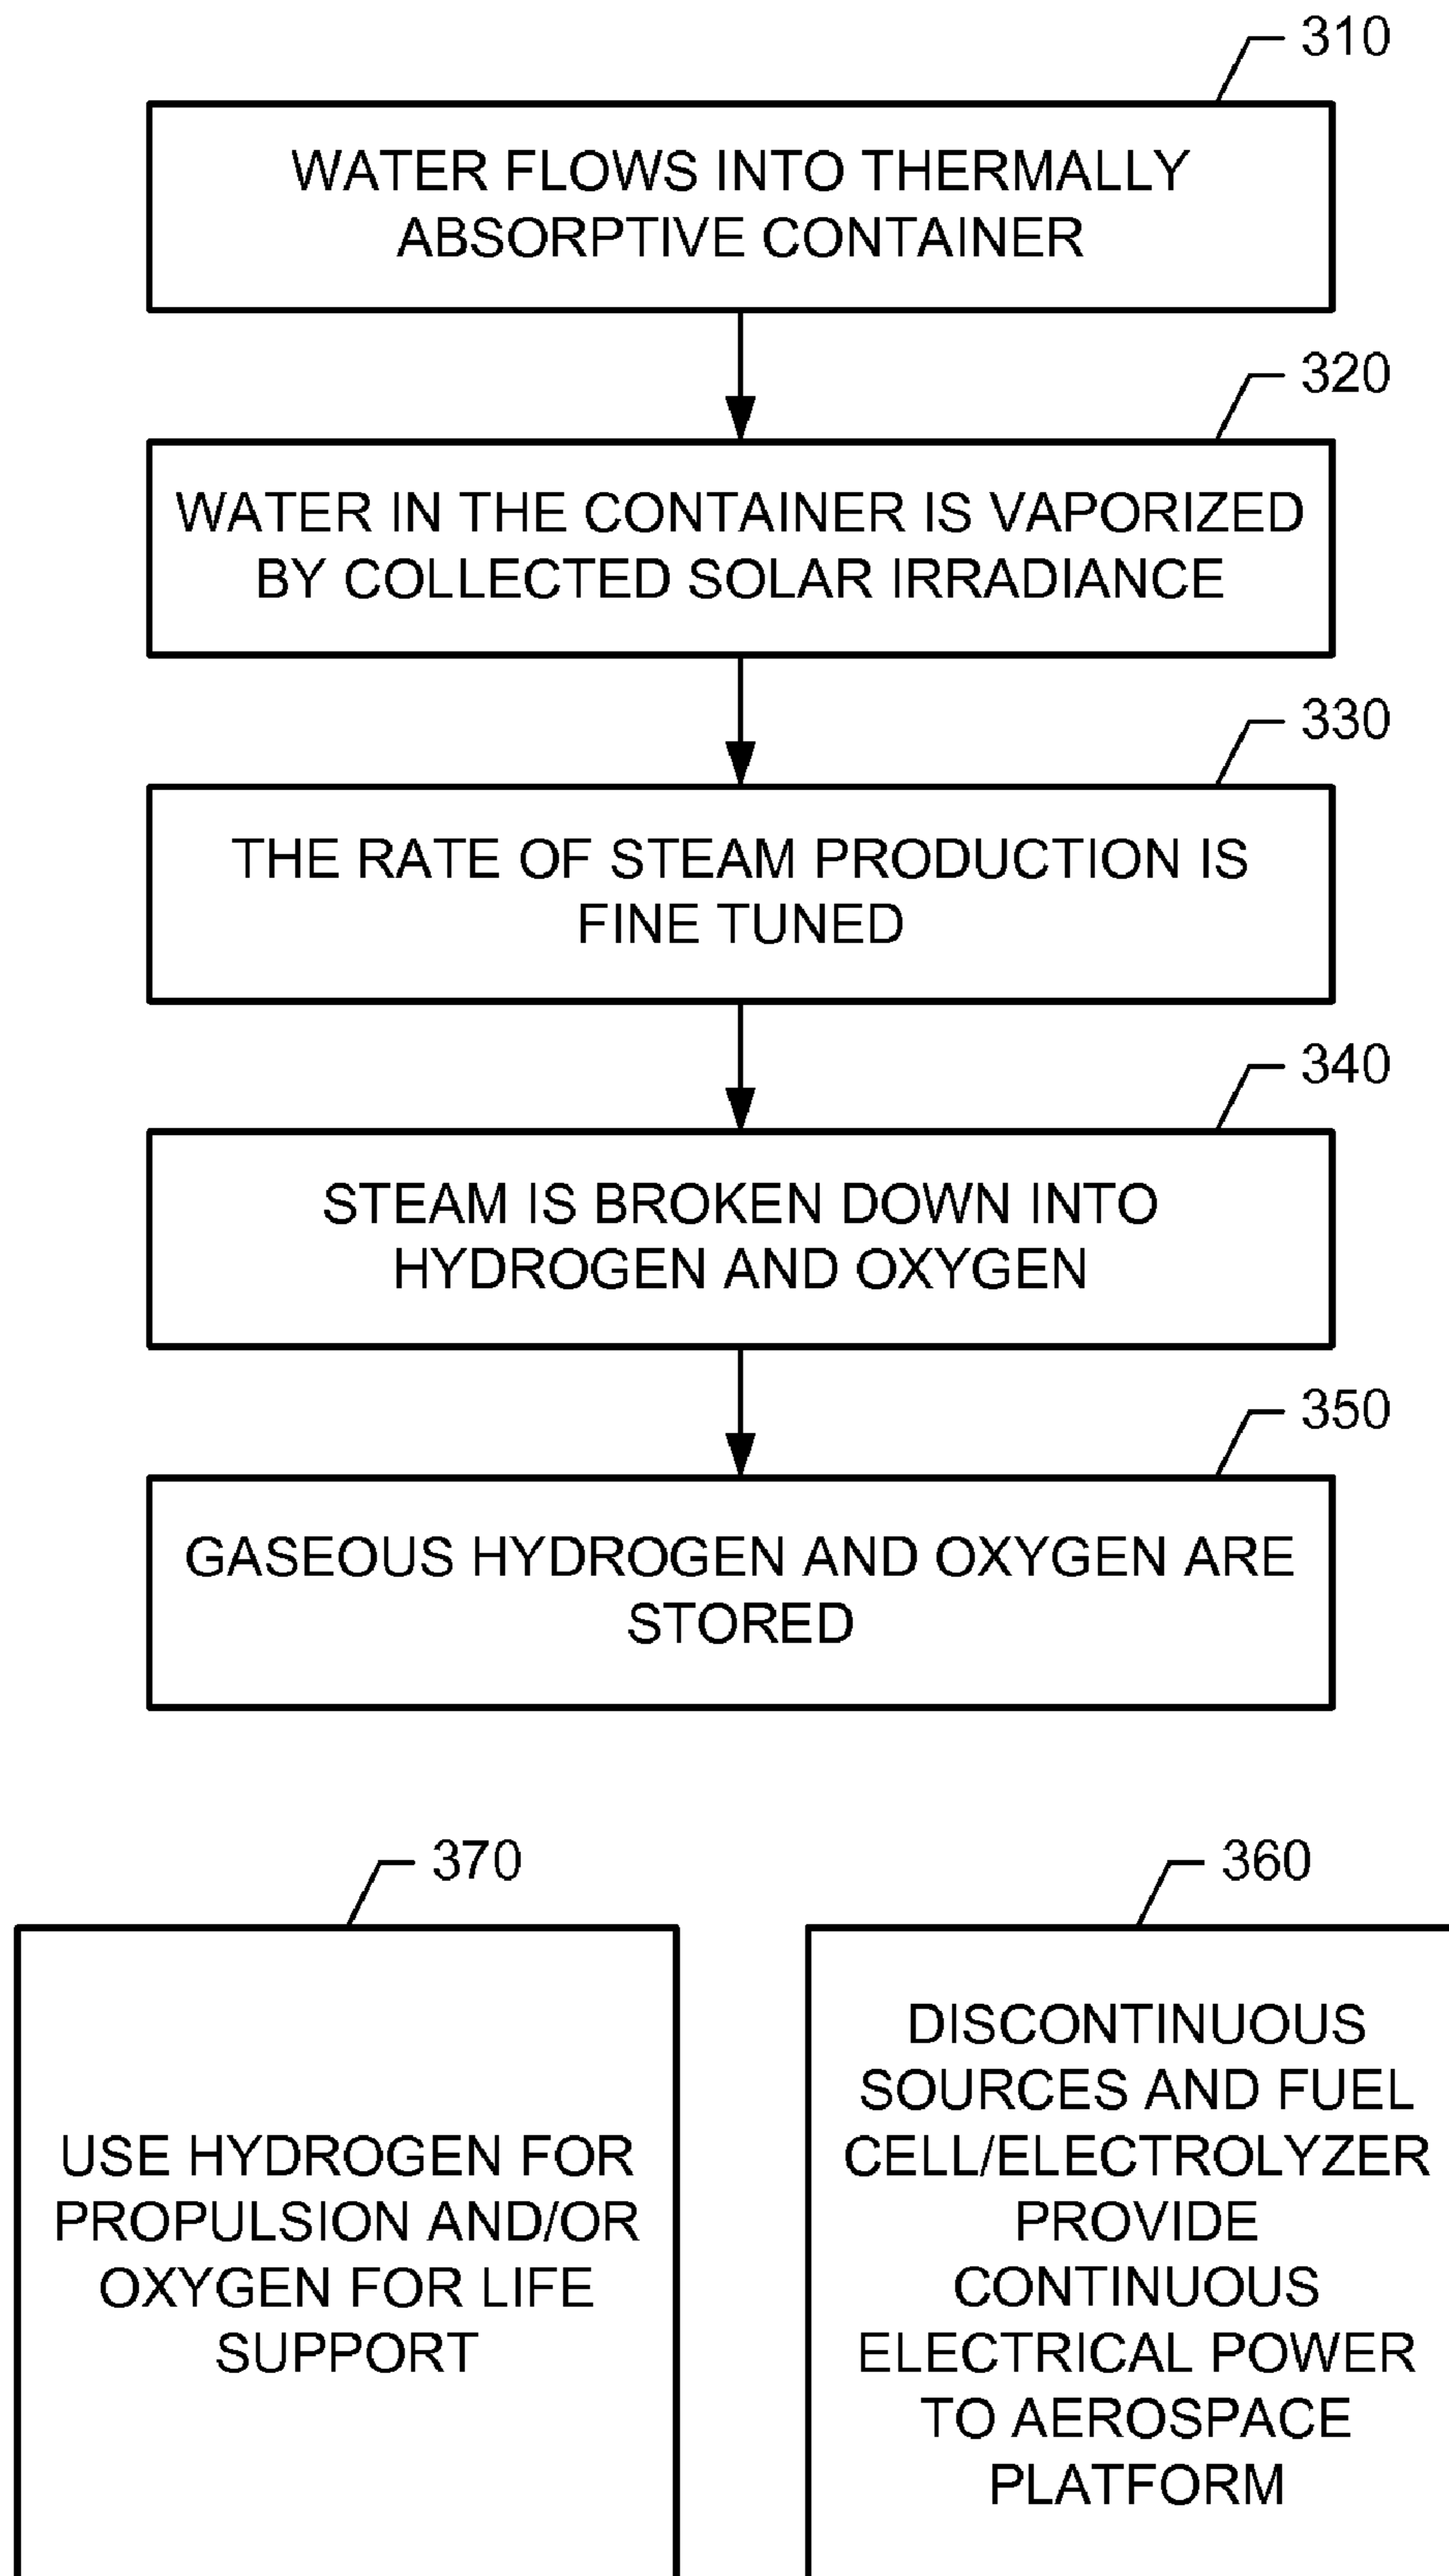 310
WATER FLOWS INTO THERMALLY
ABSORPTIVE CONTAINER
320
WATER IN THE CONTAINER IS VAPORIZED
BY COLLECTED SOLAR IRRADIANCE
330
THE RATE OF STEAM PRODUCTION IS
FINE TUNED
340
STEAM IS BROKEN DOWN INTO
HYDROGEN AND OXYGEN
350
GASEOUS HYDROGEN AND OXYGEN ARE
STORED
370
USE HYDROGEN FOR
PROPULSION AND/OR
OXYGEN FOR LIFE
SUPPORT
360
DISCONTINUOUS
SOURCES AND FUEL
CELL/ELECTROLYZER
PROVIDE
CONTINUOUS
ELECTRICAL POWER
TO AEROSPACE
PLATFORM